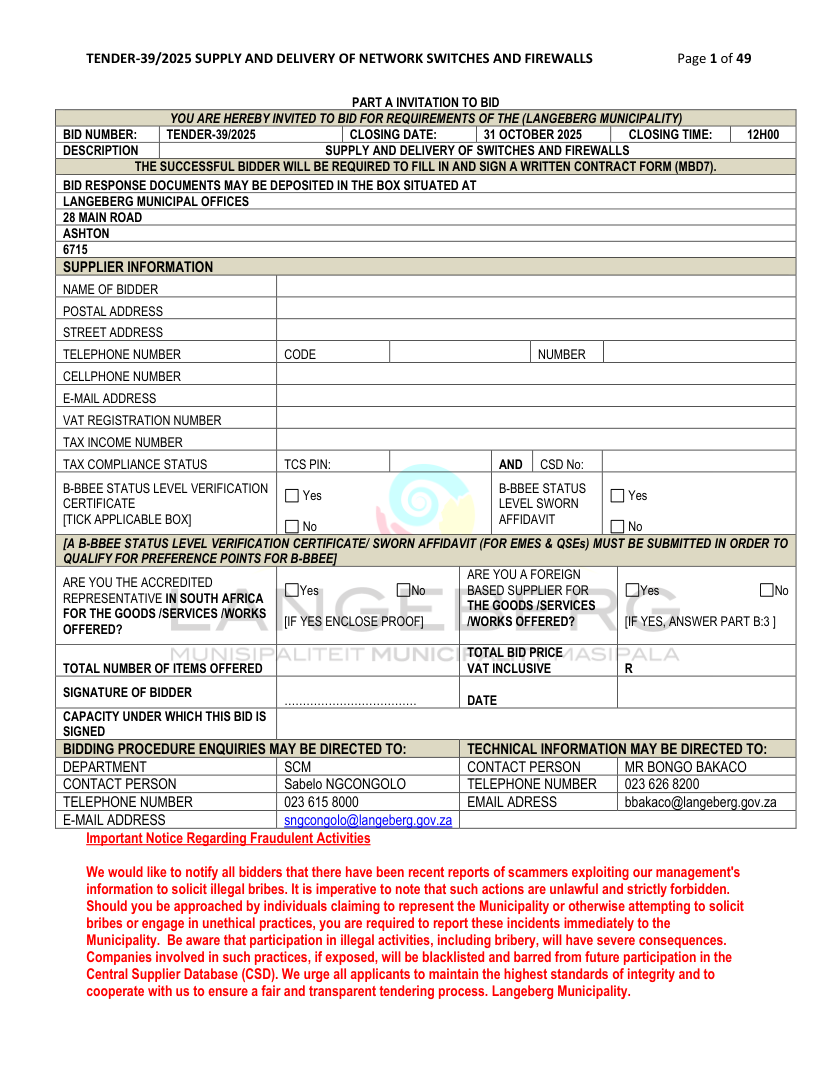 TENDER-39/2025 SUPPLY AND DELIVERY OF NETWORK SWITCHES AND FIREWALLS Page 1 of 49
PART A INVITATION TO BID
YOU ARE HEREBY INVITED TO BID FOR REQUIREMENTS OF THE (LANGEBERG MUNICIPALITY)
BID NUMBER: TENDER-39/2025 CLOSING DATE: 31 OCTOBER 2025 CLOSING TIME: 12H00
DESCRIPTION SUPPLY AND DELIVERY OF SWITCHES AND FIREWALLS
THE SUCCESSFUL BIDDER WILL BE REQUIRED TO FILL IN AND SIGN A WRITTEN CONTRACT FORM (MBD7).
BID RESPONSE DOCUMENTS MAY BE DEPOSITED IN THE BOX SITUATED AT
LANGEBERG MUNICIPAL OFFICES
28 MAIN ROAD
ASHTON
6715
SUPPLIER INFORMATION
NAME OF BIDDER
POSTAL ADDRESS
STREET ADDRESS
TELEPHONE NUMBER CODE NUMBER
CELLPHONE NUMBER
E-MAIL ADDRESS
VAT REGISTRATION NUMBER
TAX INCOME NUMBER
TAX COMPLIANCE STATUS TCS PIN: AND CSD No:
B-BBEE STATUS LEVEL VERIFICATION
CERTIFICATE
[TICK APPLICABLE BOX]
Yes
No
B-BBEE STATUS
LEVEL SWORN
AFFIDAVIT
Yes
No
[A B-BBEE STATUS LEVEL VERIFICATION CERTIFICATE/ SWORN AFFIDAVIT (FOR EMES & QSEs) MUST BE SUBMITTED IN ORDER TO
QUALIFY FOR PREFERENCE POINTS FOR B-BBEE]
ARE YOU THE ACCREDITED
REPRESENTATIVE IN SOUTH AFRICA
FOR THE GOODS /SERVICES /WORKS
OFFERED?
Yes No
[IF YES ENCLOSE PROOF]
ARE YOU A FOREIGN
BASED SUPPLIER FOR
THE GOODS /SERVICES
/WORKS OFFERED?
Yes No
[IF YES, ANSWER PART B:3 ]
LANGEBERG
MUNISIPALITEIT MUNICIPALITY MASIPALA
TOTAL NUMBER OF ITEMS OFFERED
TOTAL BID PRICE
VAT INCLUSIVE R
SIGNATURE OF BIDDER
.................................... DATE
CAPACITY UNDER WHICH THIS BID IS
SIGNED
BIDDING PROCEDURE ENQUIRIES MAY BE DIRECTED TO: TECHNICAL INFORMATION MAY BE DIRECTED TO:
DEPARTMENT SCM CONTACT PERSON MR BONGO BAKACO
CONTACT PERSON Sabelo NGCONGOLO TELEPHONE NUMBER 023 626 8200
TELEPHONE NUMBER 023 615 8000 EMAIL ADRESS bbakaco@langeberg.gov.za
E-MAIL ADDRESS sngcongolo@langeberg.gov.za
Important Notice Regarding Fraudulent Activities
We would like to notify all bidders that there have been recent reports of scammers exploiting our management's
information to solicit illegal bribes. It is imperative to note that such actions are unlawful and strictly forbidden.
Should you be approached by individuals claiming to represent the Municipality or otherwise attempting to solicit
bribes or engage in unethical practices, you are required to report these incidents immediately to the
Municipality. Be aware that participation in illegal activities, including bribery, will have severe consequences.
Companies involved in such practices, if exposed, will be blacklisted and barred from future participation in the
Central Supplier Database (CSD). We urge all applicants to maintain the highest standards of integrity and to
cooperate with us to ensure a fair and transparent tendering process. Langeberg Municipality.